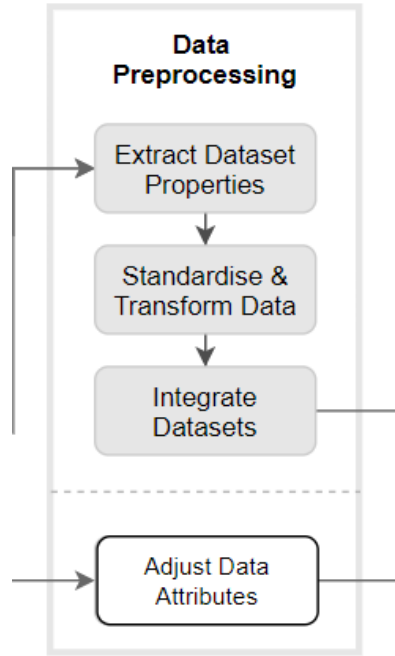 Data
Preprocessing
Extract Dataset
Properties
Standardise &
Transform Data
Integrate
Datasets
Adjust Data
Attributes